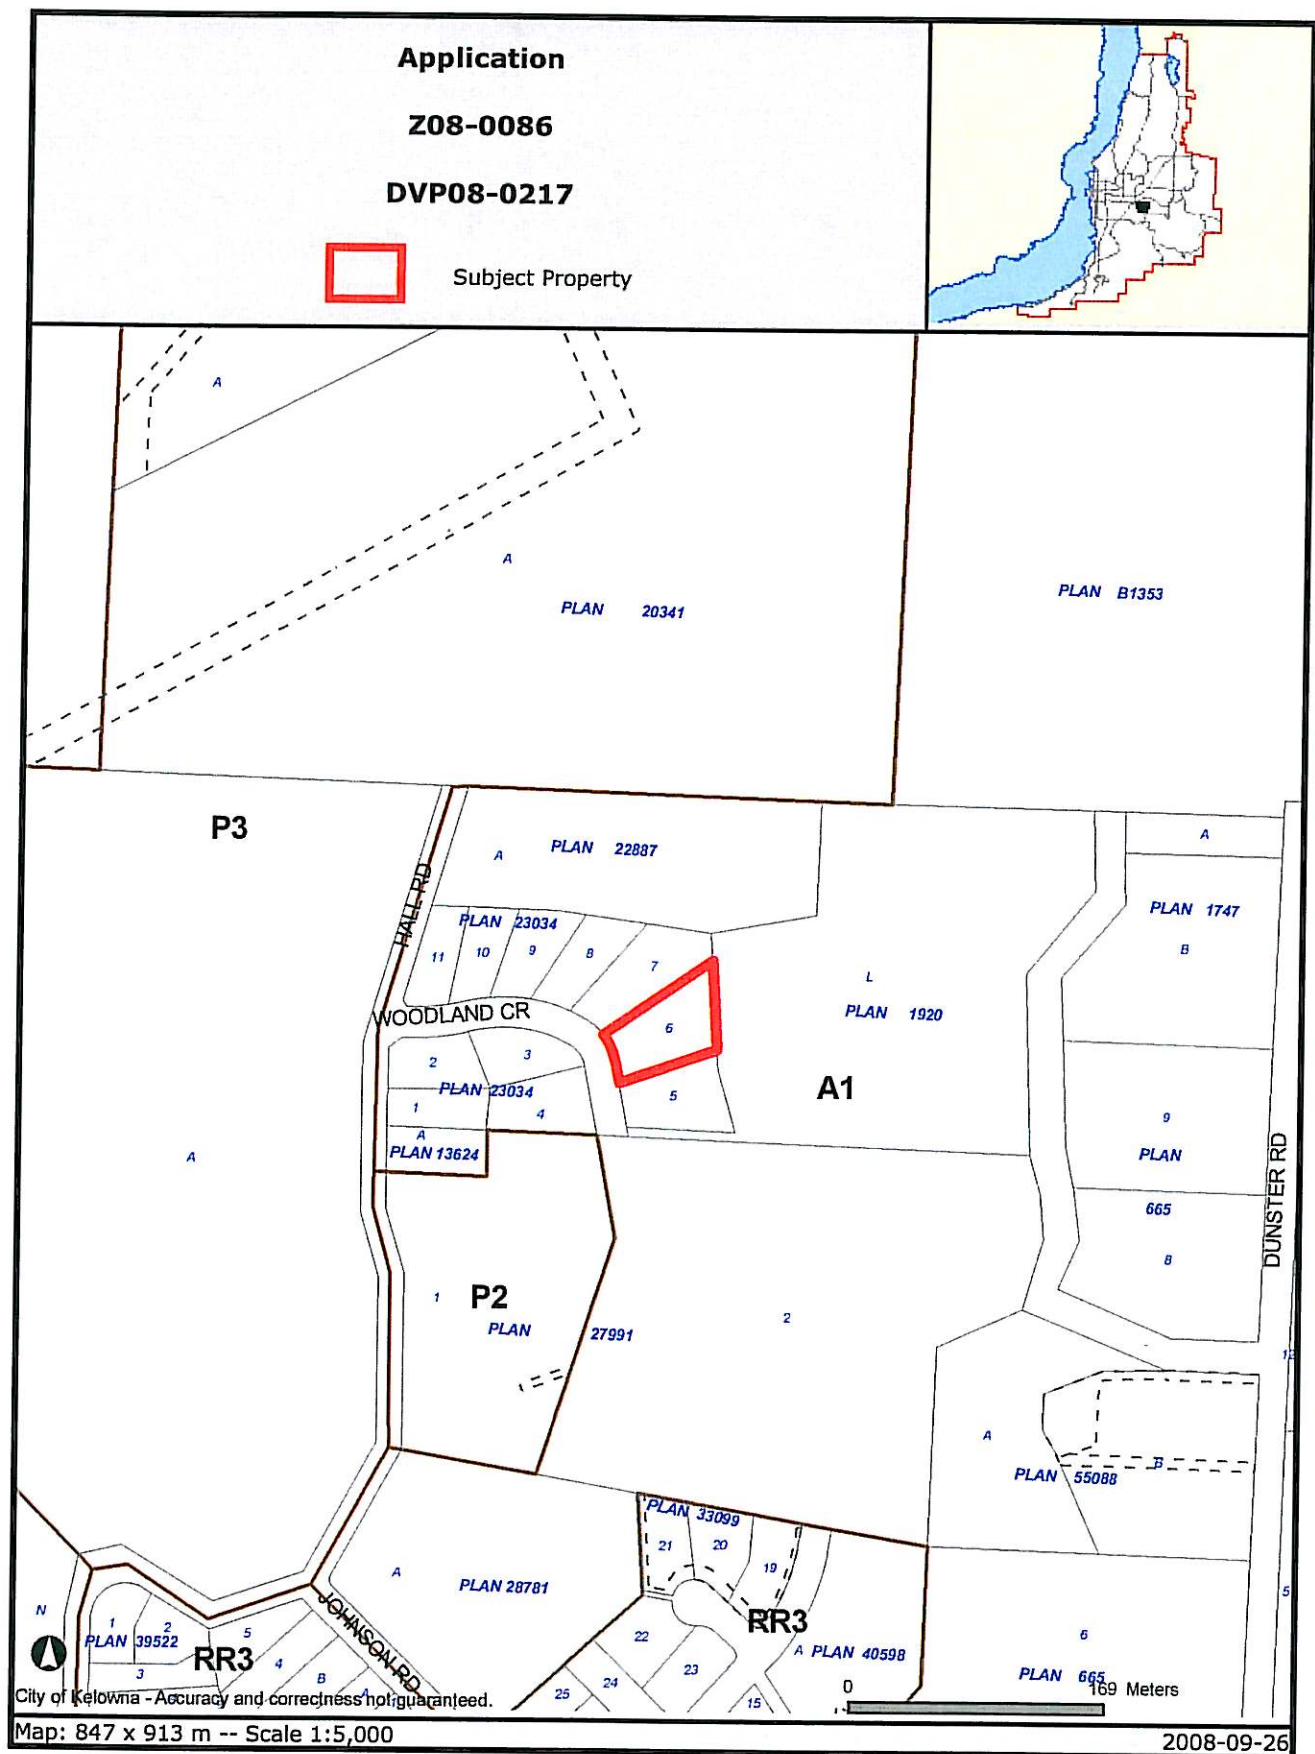 Application
Z08-0086
DVP08-0217
Subject Property
A
A
PLAN 20341
PLAN B1353
P3
HALL RD
A
PLAN 22887
A
PLAN 1747
B
PLAN 23034
11
10
9
8
7
6
5
L
PLAN 1920
WOODLAND CR
2
3
PLAN 23034
1
4
A
PLAN 13624
A1
9
PLAN
665
8
DUNSTER RD
A
1
P2
PLAN 27991
2
A
PLAN 55088
B
PLAN 33099
21
20
19
A
PLAN 28781
JOHNSON RD
RR3
N
1
2
PLAN 39522
3
RR3
5
4
B
A
22
23
24
25
15
A PLAN 40598
6
PLAN 665
5
0
169 Meters
City of Kelowna - Accuracy and correctness not guaranteed.
Map: 847 x 913 m -- Scale 1:5,000
2008-09-26